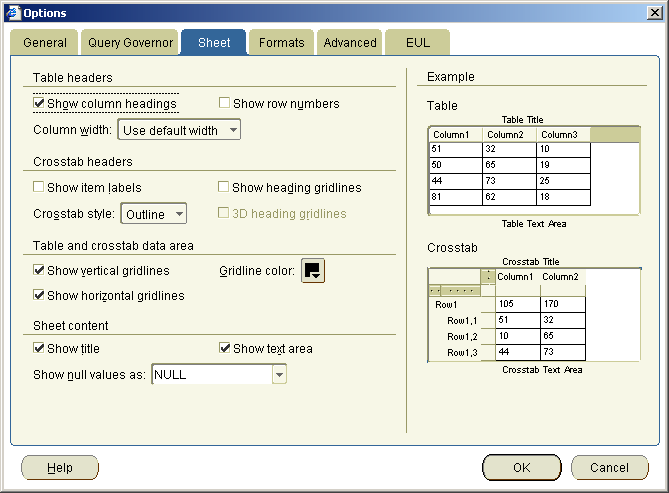 Options
General Query Governor Sheet Formats Advanced EUL
Table headers
Show column headings Show row numbers
Column width: Use default width
Crosstab headers
Show item labels Show heading gridlines
Crosstab style: Outline 3D heading gridlines
Table and crosstab data area
Show vertical gridlines Gridline color:
Show horizontal gridlines
Sheet content
Show title Show text area
Show null values as: NULL
Example
Table
Table Title
Column1 Column2 Column3
51 32 10
50 65 19
44 73 25
81 62 18
Table Text Area
Crosstab
Crosstab Title
Column1 Column2
Row1 105 170
Row1,1 51 32
Row1,2 10 65
Row1,3 44 73
Crosstab Text Area
Help OK Cancel